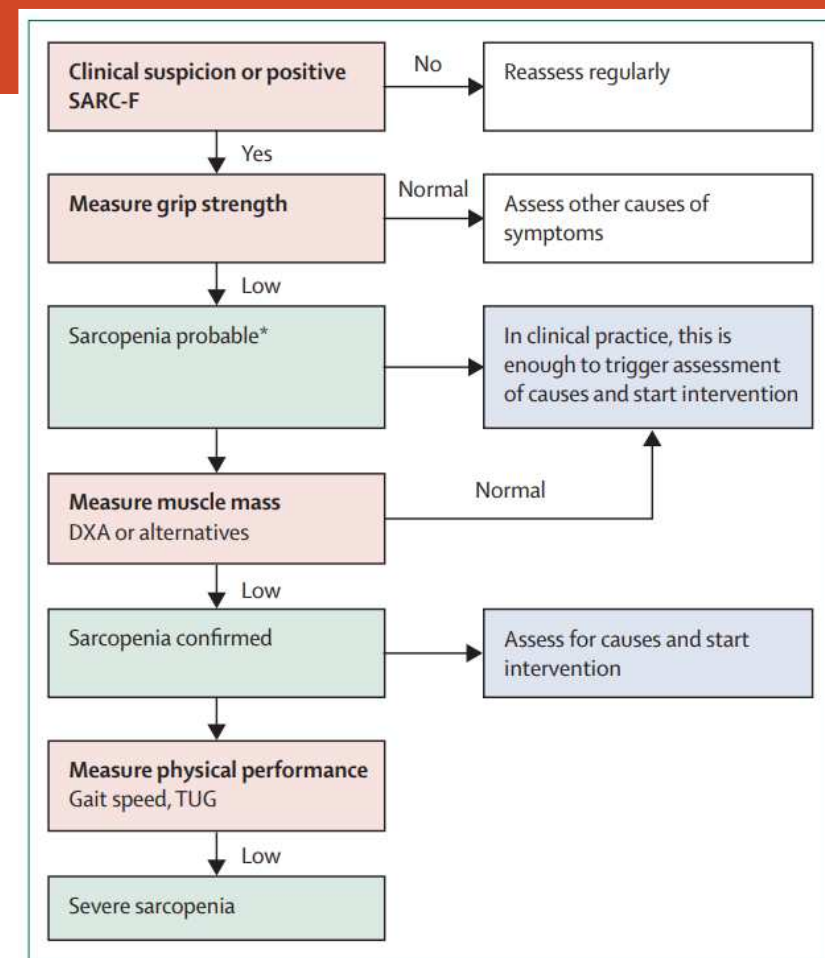 Clinical suspicion or positive
SARC-F
No
Reassess regularly
Yes
Measure grip strength
Normal
Assess other causes of
symptoms
Low
Sarcopenia probable*
In clinical practice, this is
enough to trigger assessment
of causes and start intervention
Measure muscle mass
DXA or alternatives
Normal
Low
Sarcopenia confirmed
Assess for causes and start
intervention
Measure physical performance
Gait speed, TUG
Low
Severe sarcopenia